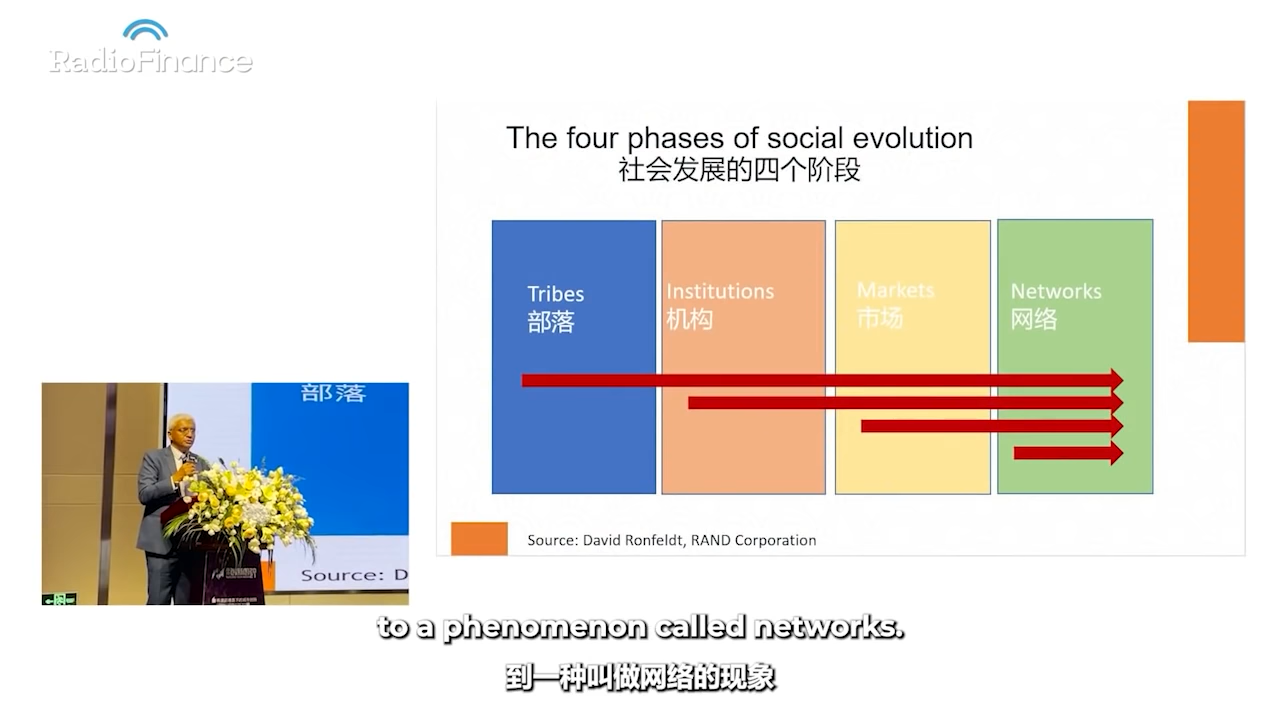 RadioFinance
The four phases of social evolution
社会发展的四个阶段
Tribes
部落
Institutions
机构
Markets
市场
Networks
网络
Source: David Ronfeldt, RAND Corporation
部落
Source: D
to a phenomenon called networks.
到一种叫做网络的现象